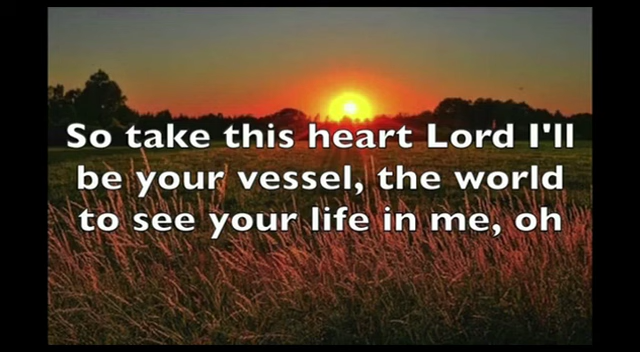 So take this heart Lord I'll
be your vessel, the world
to see your life in me, oh